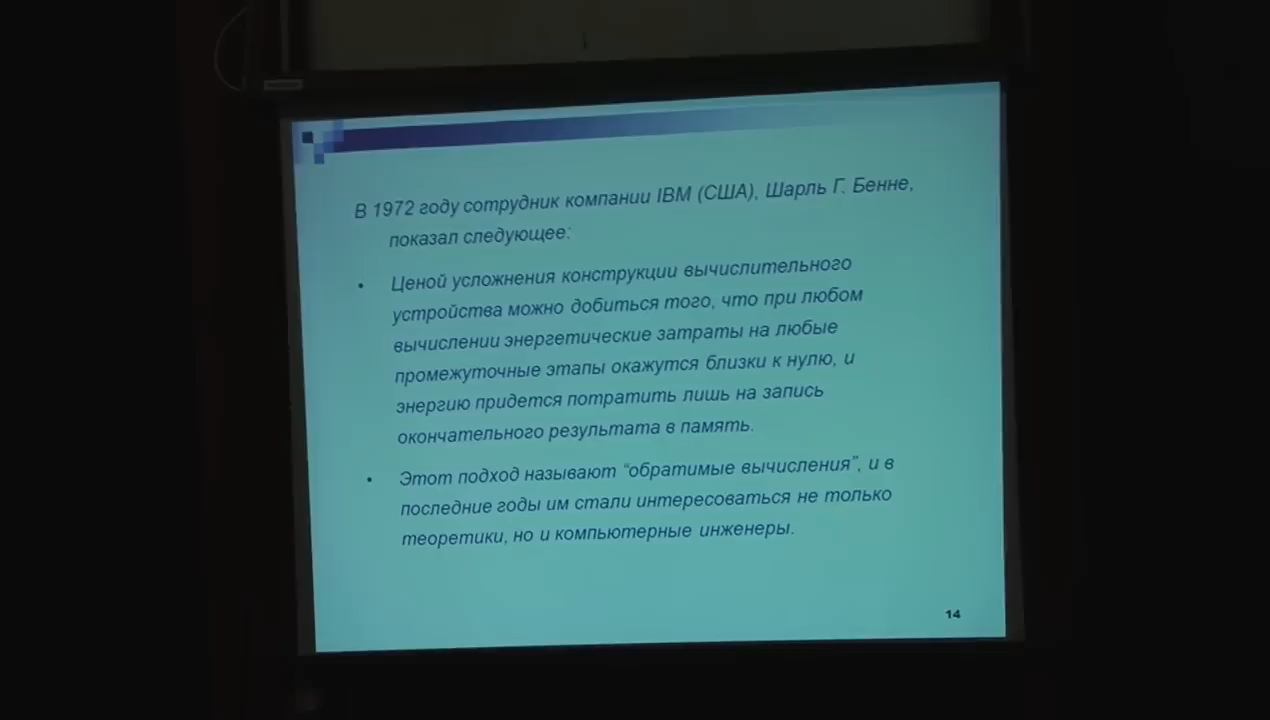 В 1972 году сотрудник компании IBM (США), Шарль Г. Бенне,
показал следующее:
• Ценой усложнения конструкции вычислительного
устройства можно добиться того, что при любом
вычислении энергетические затраты на любые
промежуточные этапы окажутся близки к нулю, и
энергию придется потратить лишь на запись
окончательного результата в память.
• Этот подход называют “обратимые вычисления”, и в
последние годы им стали интересоваться не только
теоретики, но и компьютерные инженеры.
14